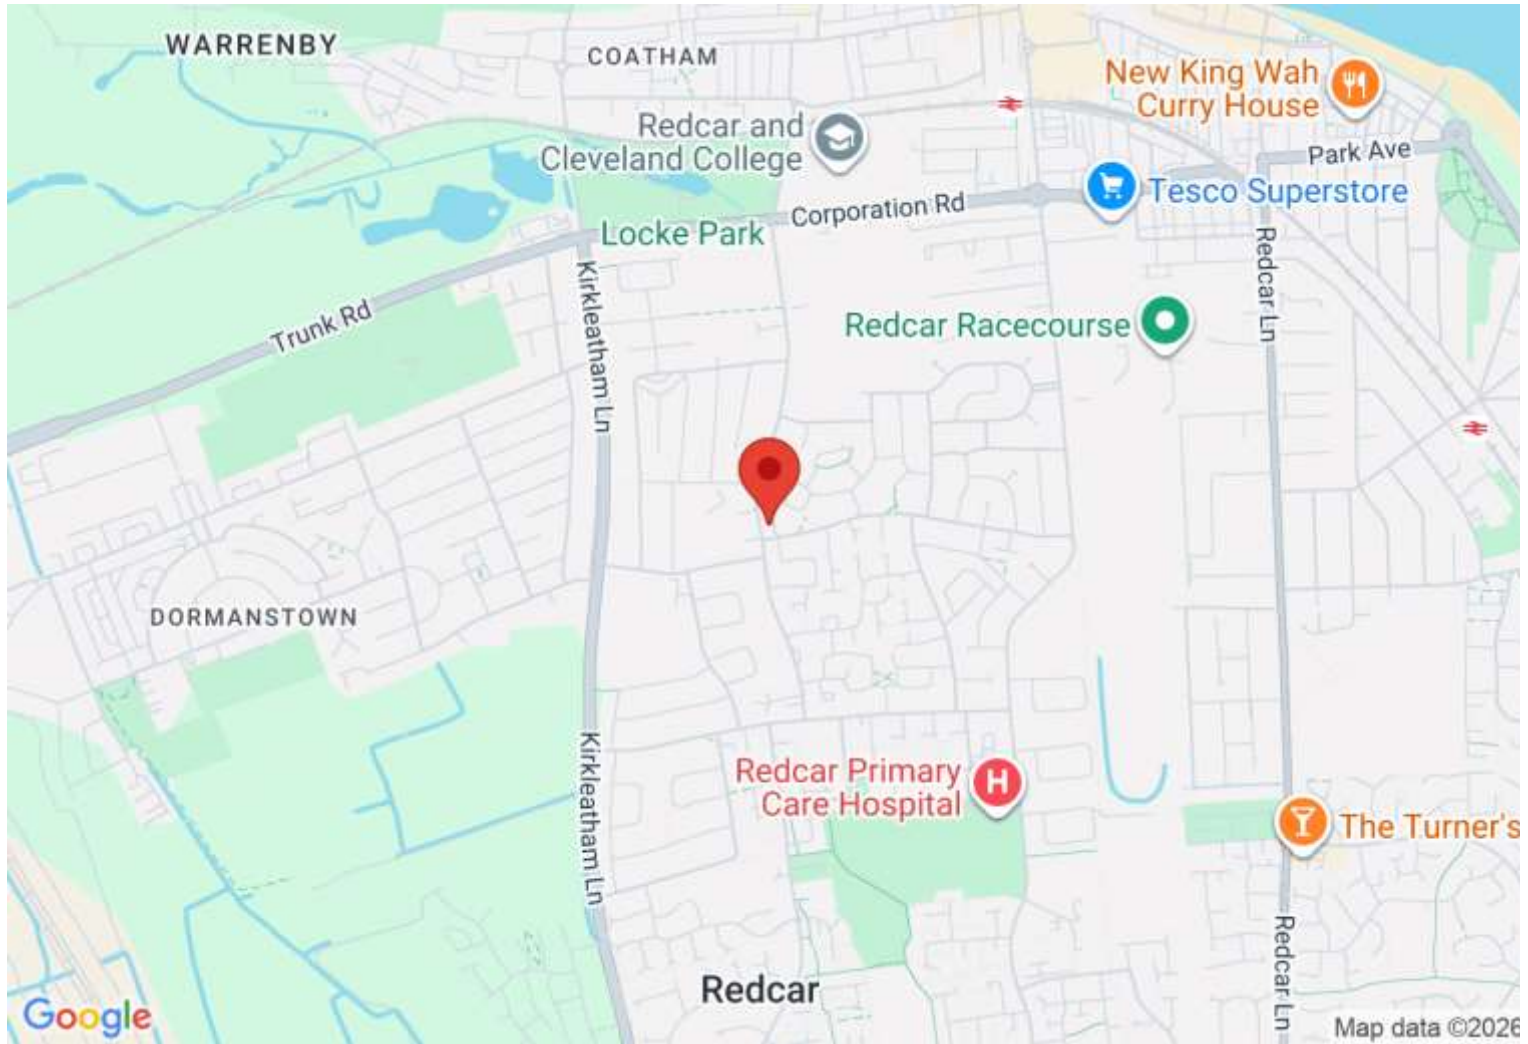 WARRENBY
COATHAM
New King Wah
Curry House
Redcar and
Cleveland College
Park Ave
Tesco Superstore
Corporation Rd
Locke Park
Redcar Ln
Kirkleatham Ln
Trunk Rd
Redcar Racecourse
DORMANSTOWN
Redcar Primary
Care Hospital
H
Kirkleatham Ln
The Turner's
Redcar Ln
Redcar
Google
Map data ©2026